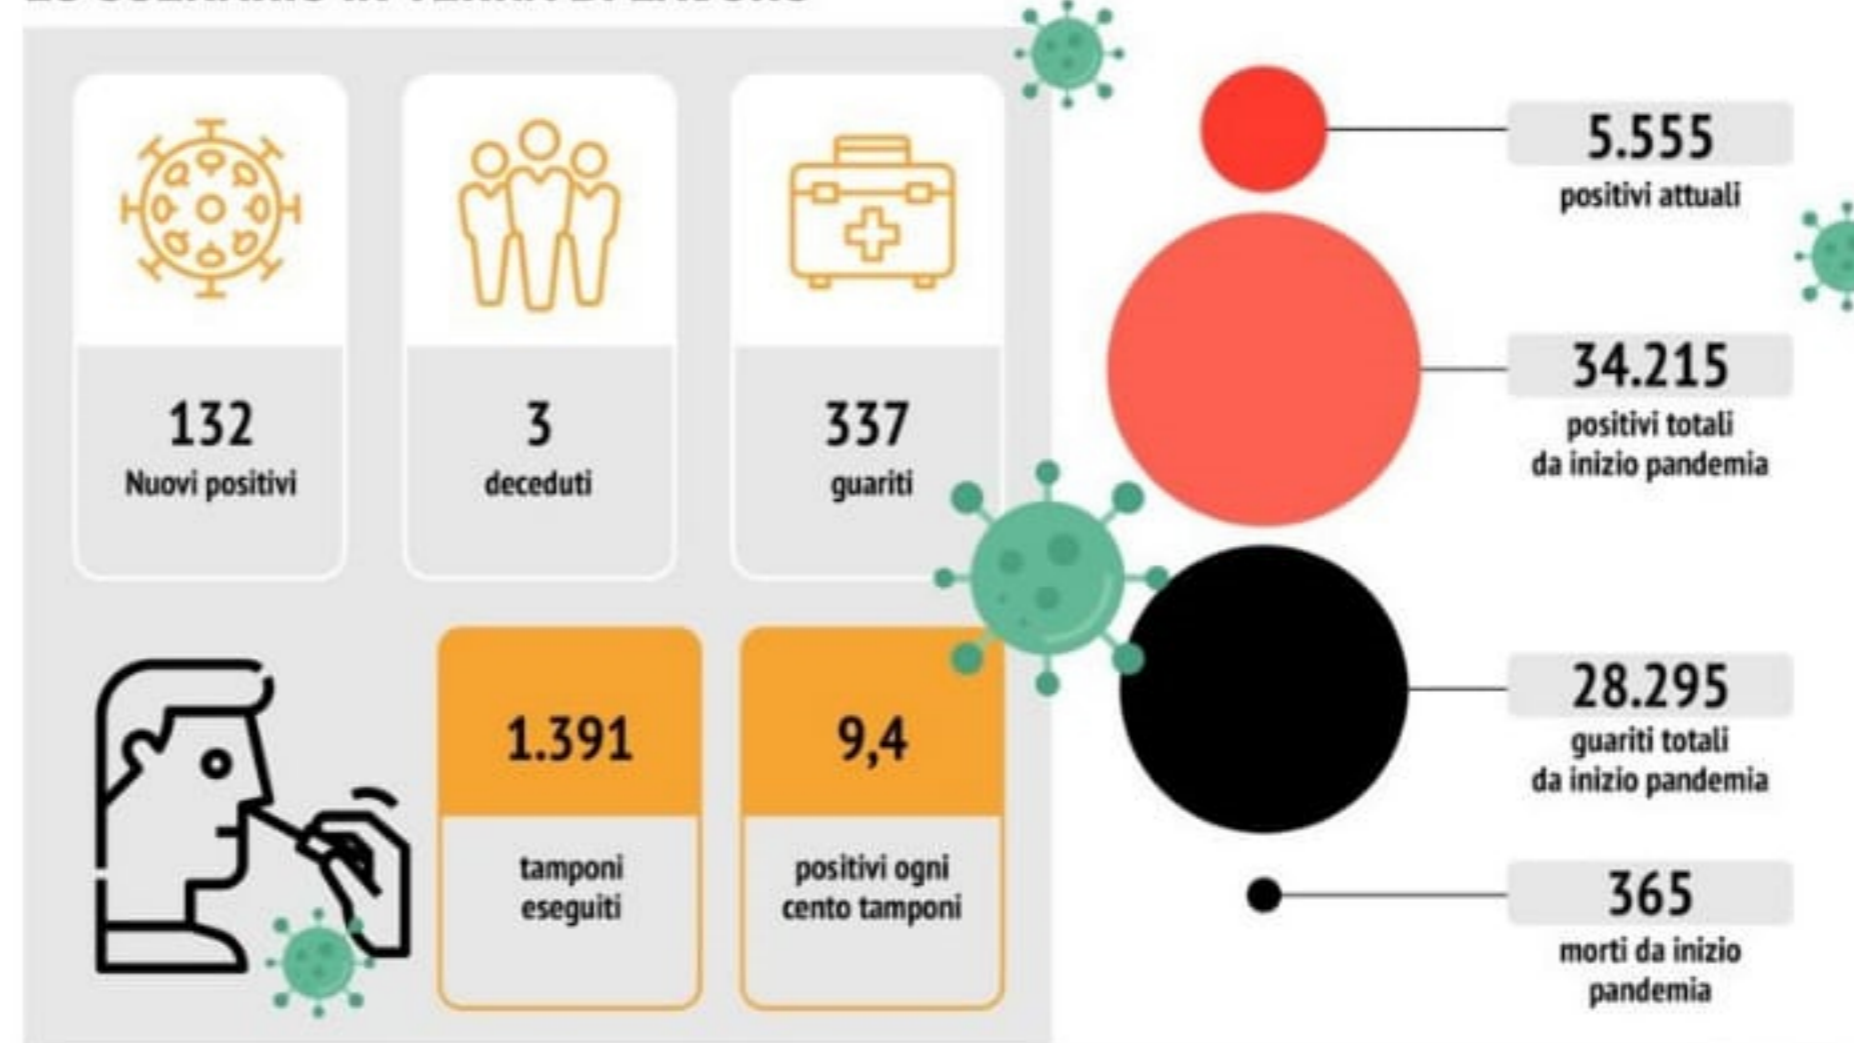 132
Nuovi positivi
3
deceduti
337
guariti
1.391
tamponi
eseguiti
9,4
positivi ogni
cento tamponi
5.555
positivi attuali
34.215
positivi totali
da inizio pandemia
28.295
guariti totali
da inizio pandemia
365
morti da inizio
pandemia